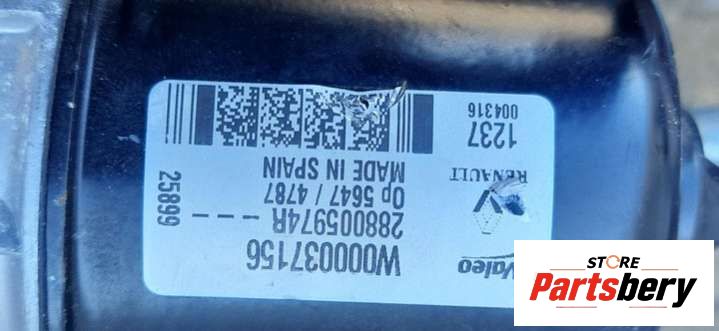 Valeo
W000037156
RENAULT
288005974R - - -
Op 5647 / 4787
MADE IN SPAIN
25899
1237
004316
STORE
Partsbery